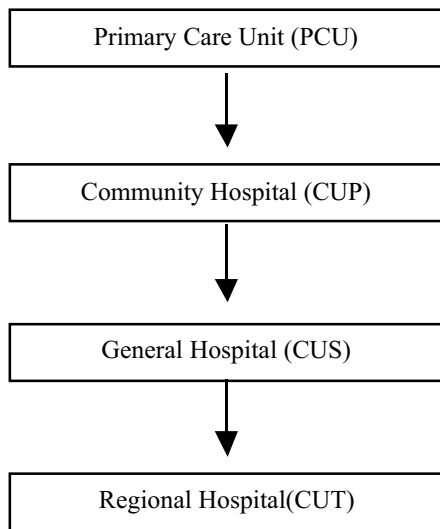 Primary Care Unit (PCU)
Community Hospital (CUP)
General Hospital (CUS)
Regional Hospital(CUT)